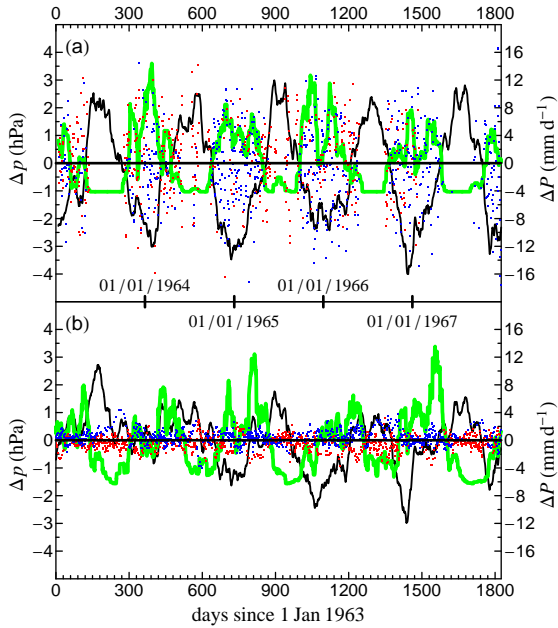 0 300 600 900 1200 1500 1800
(a)
4 3 2 1 0 −1 −2 −3 −4
Δp (hPa)
16 12 8 4 0 4 8 12 16
ΔP (mm d⁻¹)
01/01/1964 01/01/1966
01/01/1965 01/01/1967
(b)
4 3 2 1 0 −1 −2 −3 −4
Δp (hPa)
16 12 8 4 0 4 8 12 16
ΔP (mm d⁻¹)
0 300 600 900 1200 1500 1800
days since 1 Jan 1963